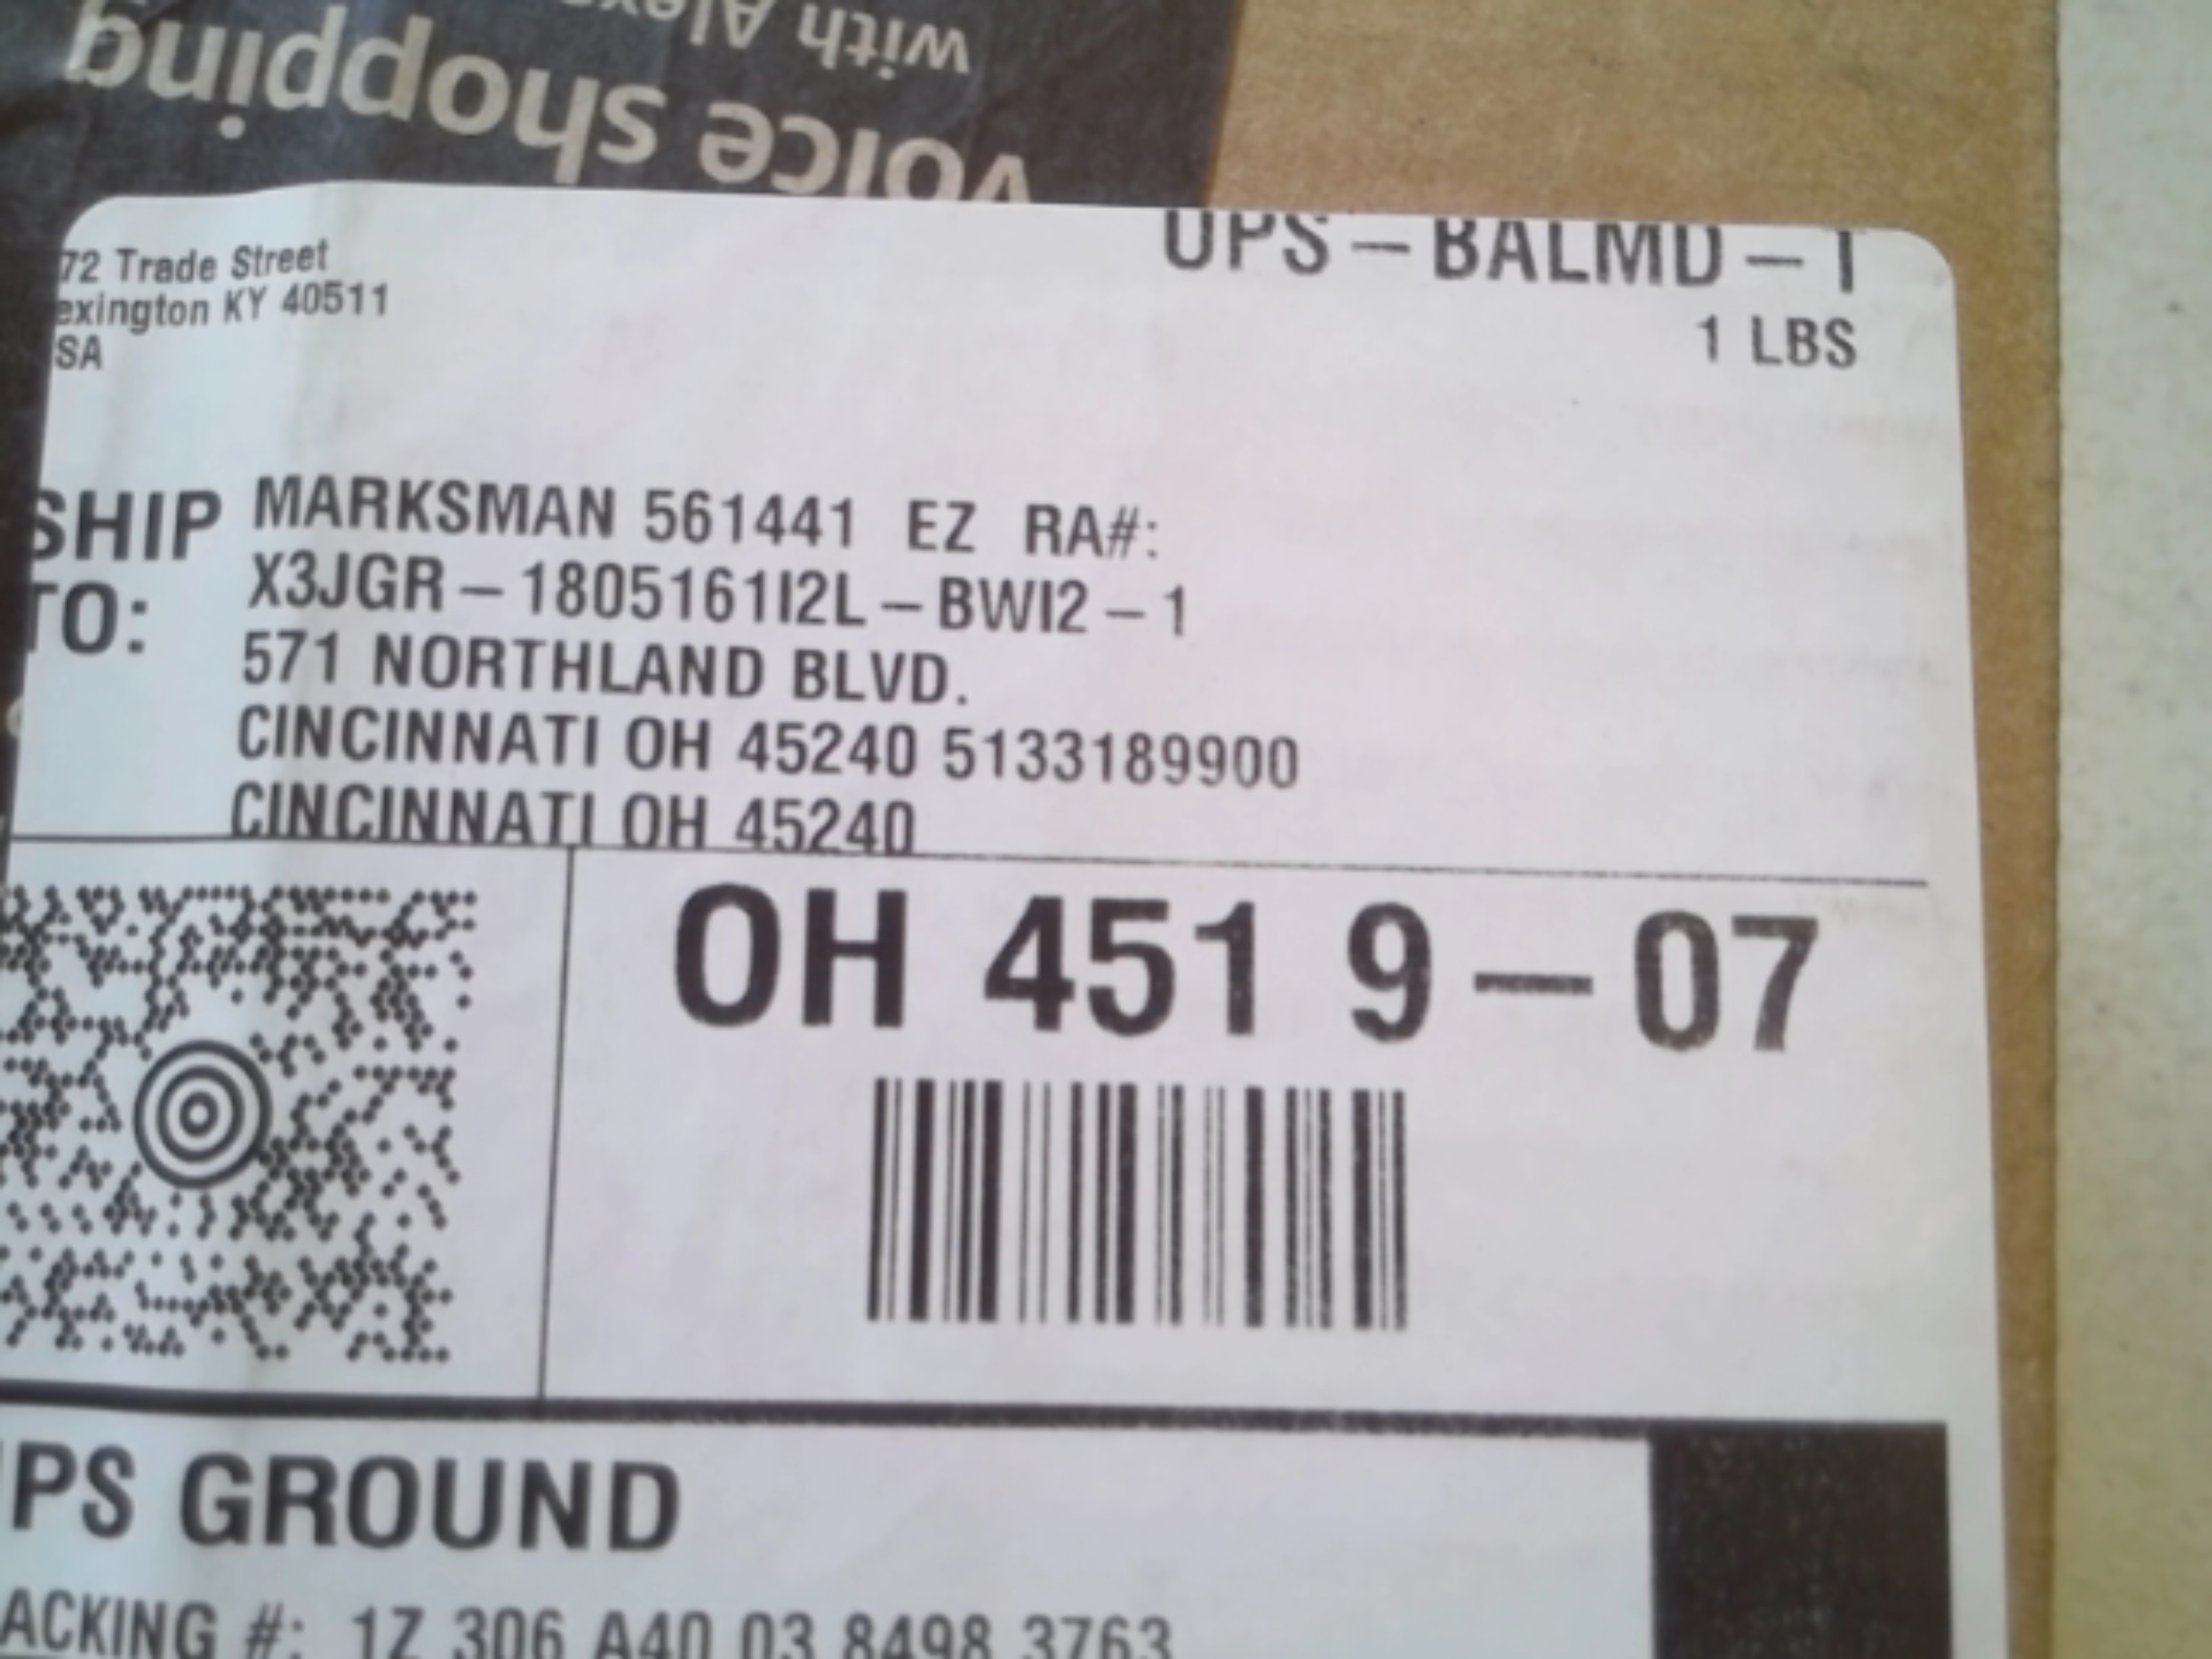 with Alexa
voice shopping
UPS – BALMD – T
1 LBS
72 Trade Street
exington KY 40511
SA
SHIP
TO:
MARKSMAN 561441 EZ RA#:
X3JGR – 1805161I2L – BWI2 – 1
571 NORTHLAND BLVD.
CINCINNATI OH 45240 5133189900
CINCINNATI OH 45240
OH 451 9 – 07
PS GROUND
ACKING #: 1Z 306 A40 03 8498 3763